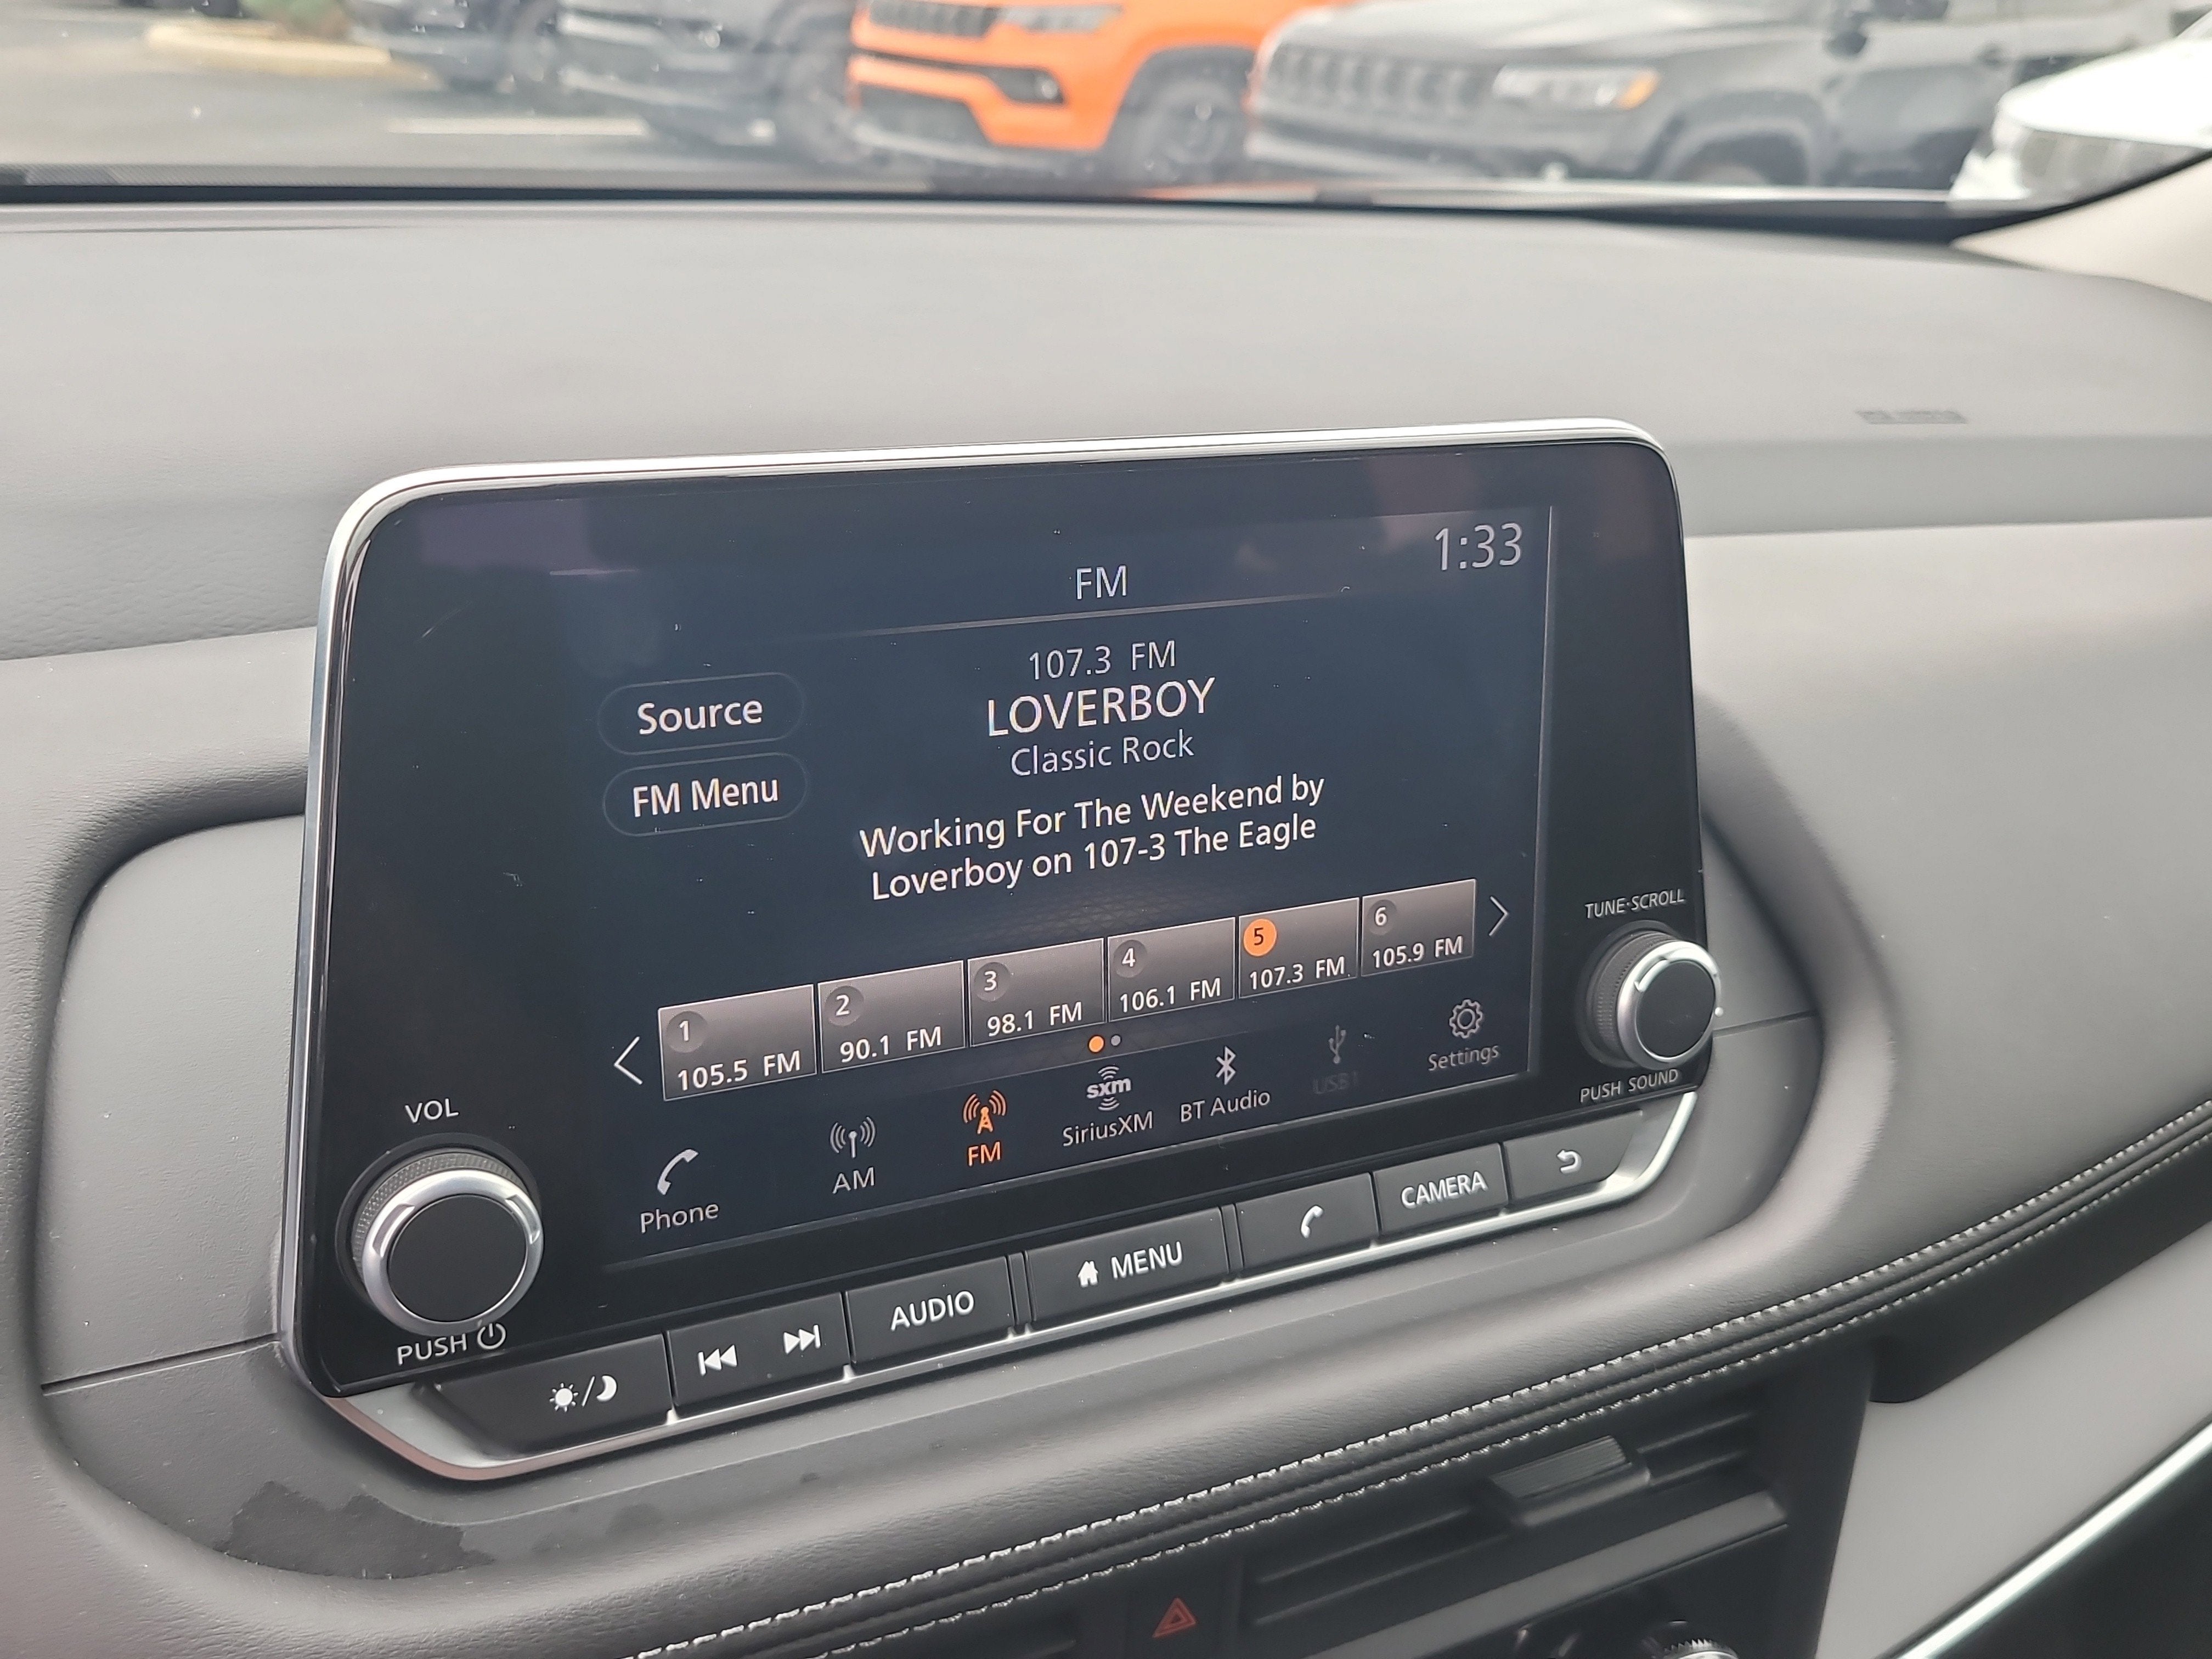 1:33
FM
107.3 FM
LOVERBOY
Classic Rock
Source
FM Menu
Working For The Weekend by
Loverboy on 107-3 The Eagle
1
105.5 FM
2
90.1 FM
3
98.1 FM
4
106.1 FM
5
107.3 FM
6
105.9 FM
Phone
AM
FM
sxm
SiriusXM
BT Audio
USB1
Settings
VOL
PUSH
TUNE·SCROLL
PUSH SOUND
AUDIO
MENU
CAMERA